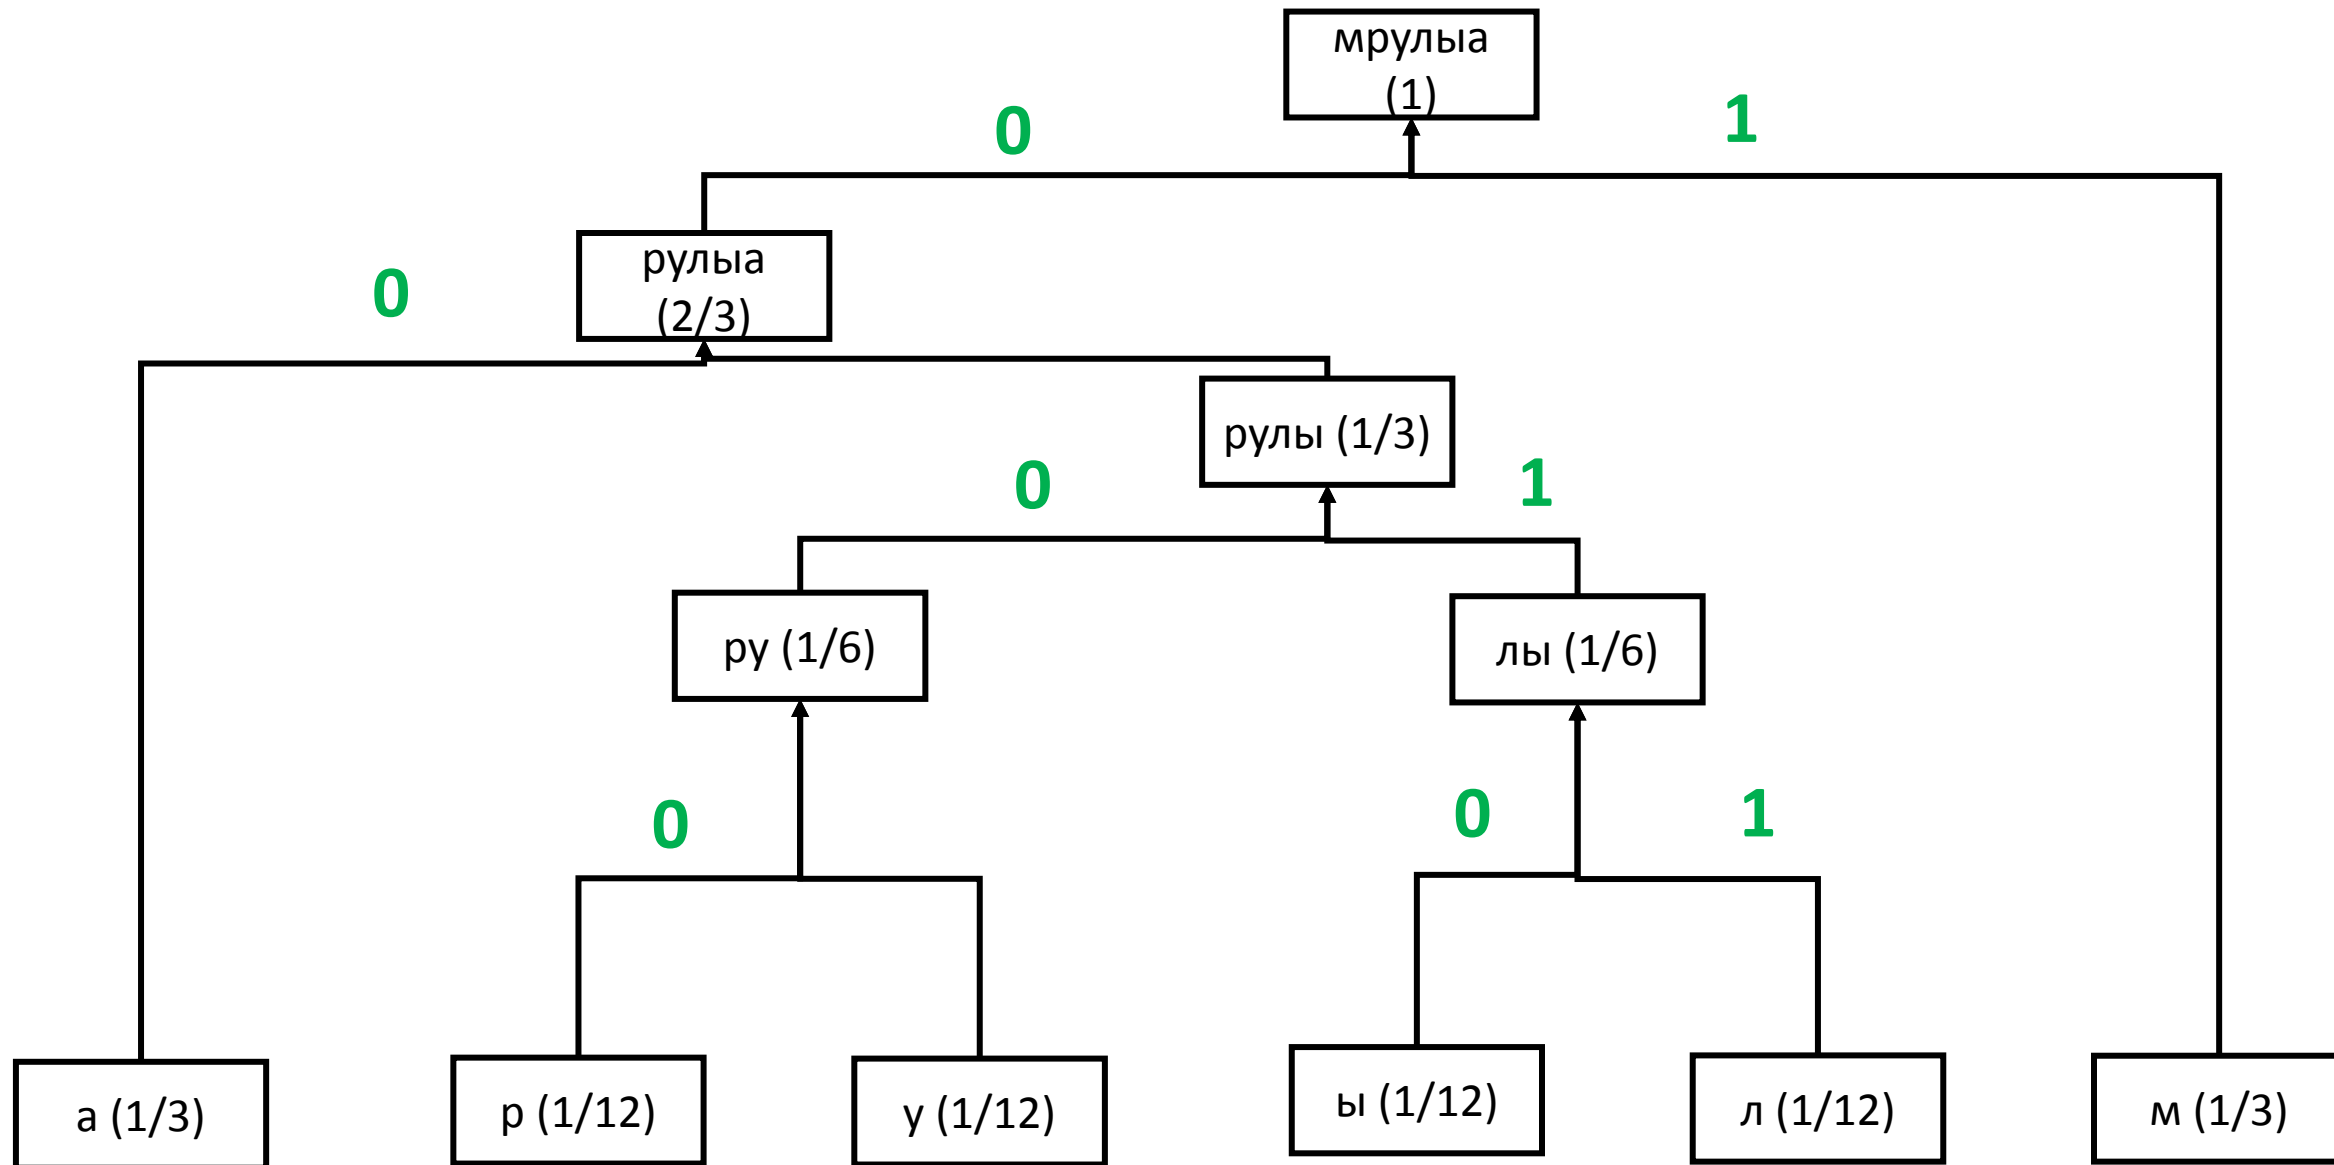 мрулыа
(1)
0
1
рулыа
(2/3)
0
рулы (1/3)
0
1
ру (1/6)
лы (1/6)
0
0
1
а (1/3)
р (1/12)
у (1/12)
ы (1/12)
л (1/12)
м (1/3)